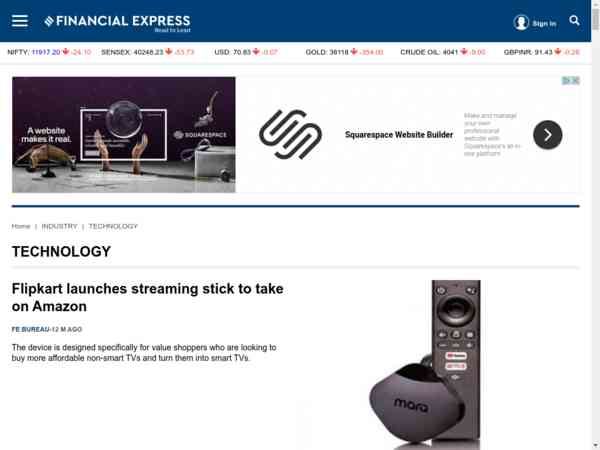 FINANCIAL EXPRESS
Read to Lead
Sign In
NIFTY: 11917.20 -24.10 SENSEX: 40248.23 -53.73 USD: 70.83 -0.07 GOLD: 38118 -354.00 CRUDE OIL: 4041 -9.00 GBPINR: 91.43 -0.26
A website
makes it real.
SQUARESPACE
Squarespace Website Builder
Make and manage
your own
professional
website with
Squarespace's all-in-
one platform
Home | INDUSTRY | TECHNOLOGY
TECHNOLOGY
Flipkart launches streaming stick to take
on Amazon
FE BUREAU-12 M AGO
The device is designed specifically for value shoppers who are looking to
buy more affordable non-smart TVs and turn them into smart TVs.
marq
NETFLIX